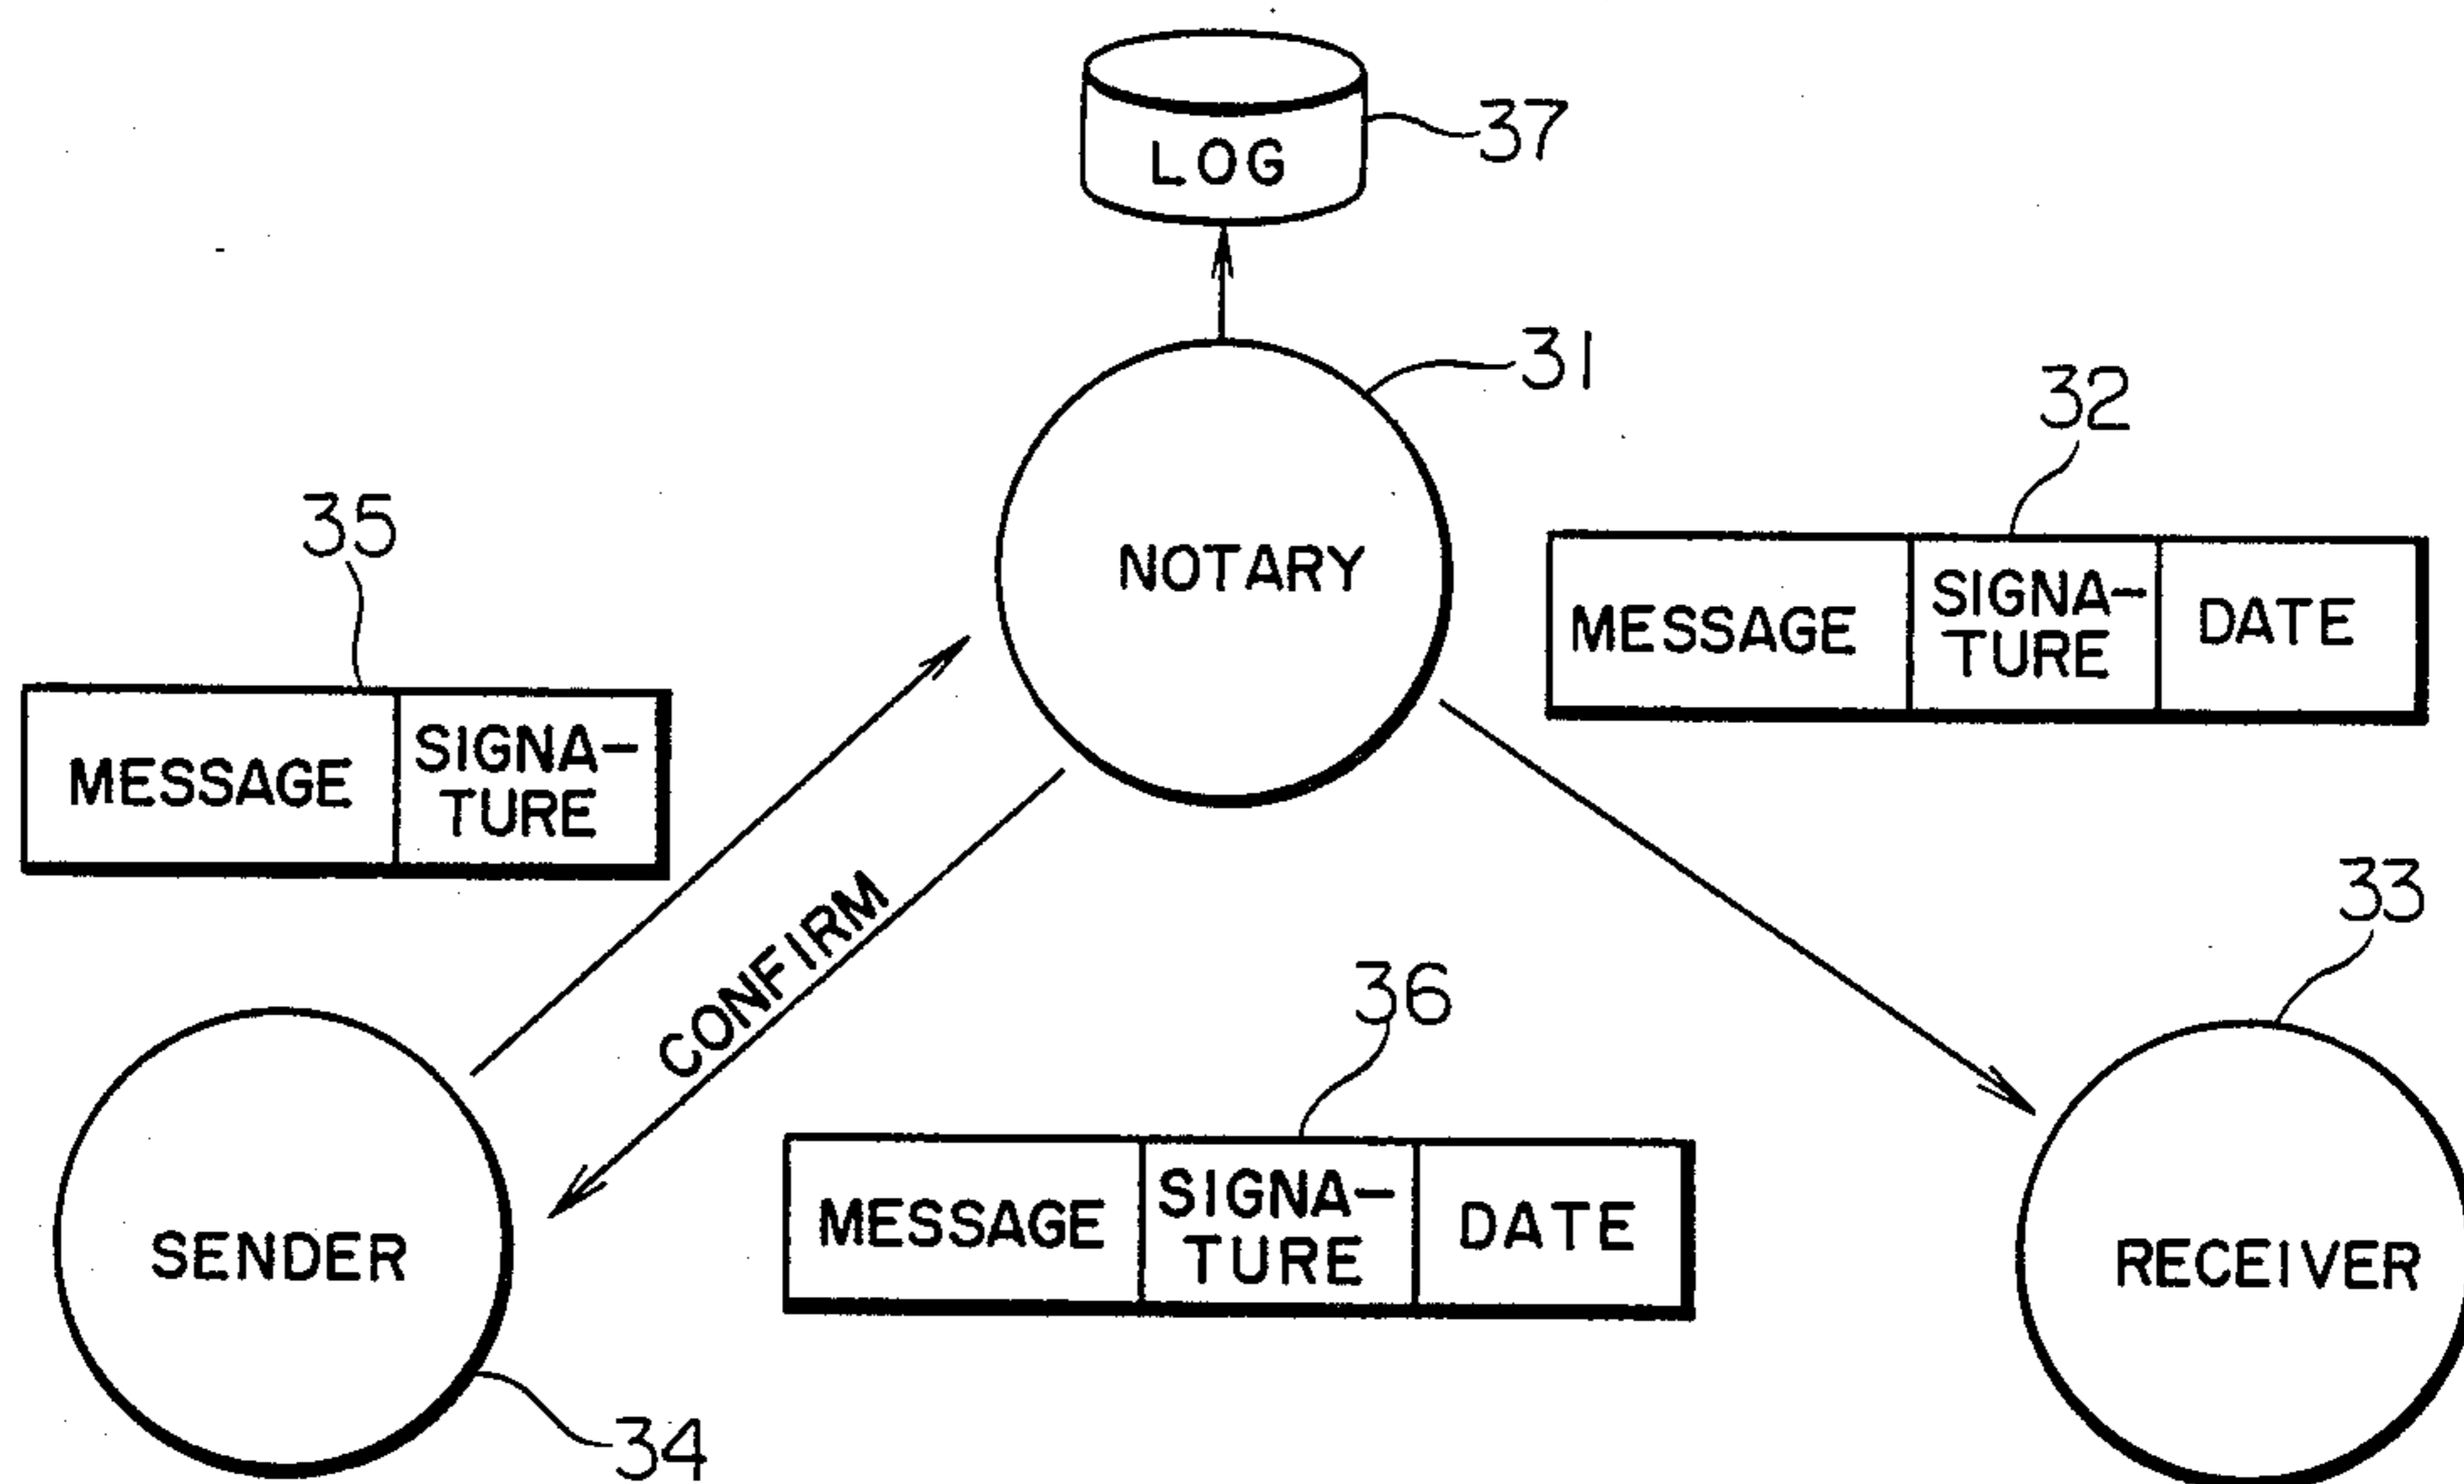 LOG
37
31
NOTARY
32
MESSAGE
SIGNA-
TURE
DATE
35
MESSAGE
SIGNA-
TURE
CONFIRM
33
36
MESSAGE
SIGNA-
TURE
DATE
SENDER
RECEIVER
34